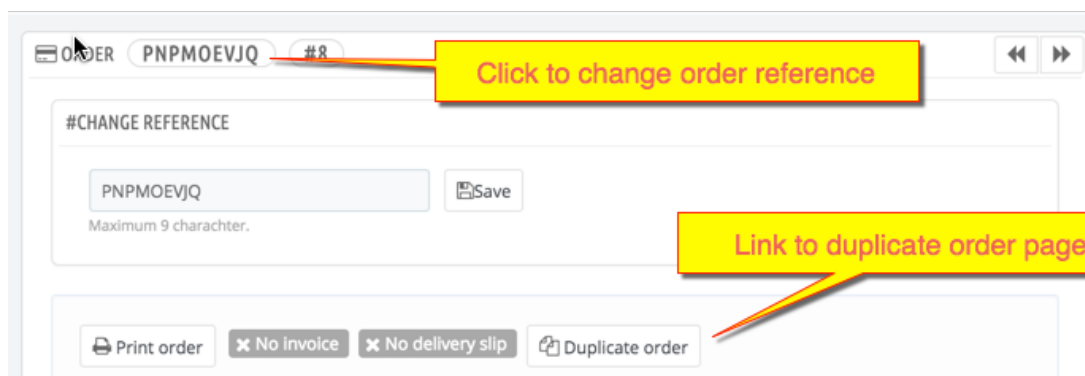 ORDER PNPMOEVJQ #8
Click to change order reference
#CHANGE REFERENCE
PNPMOEVJQ
Save
Maximum 9 charachter.
Link to duplicate order page
Print order
No invoice
No delivery slip
Duplicate order